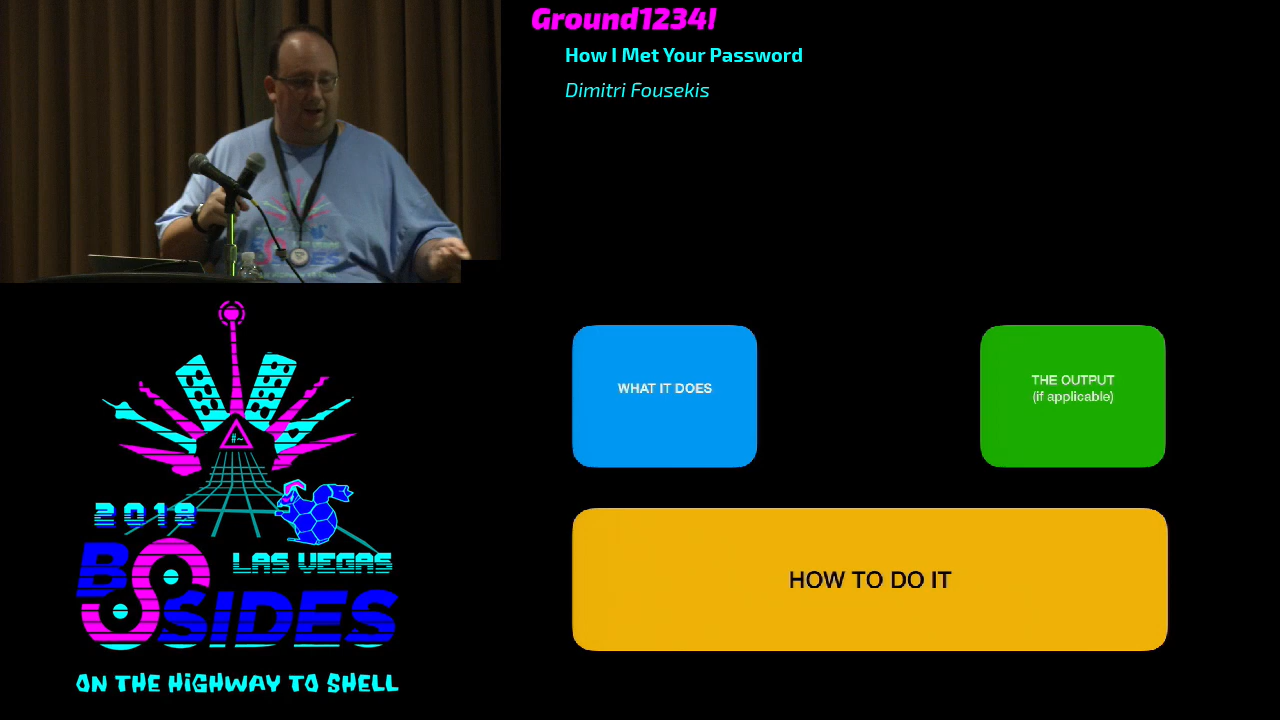 Ground1234!
How I Met Your Password
Dimitri Fousekis
WHAT IT DOES
THE OUTPUT
(if applicable)
HOW TO DO IT
#~
2018
LAS VEGAS
BSIDES
ON THE HIGHWAY TO SHELL